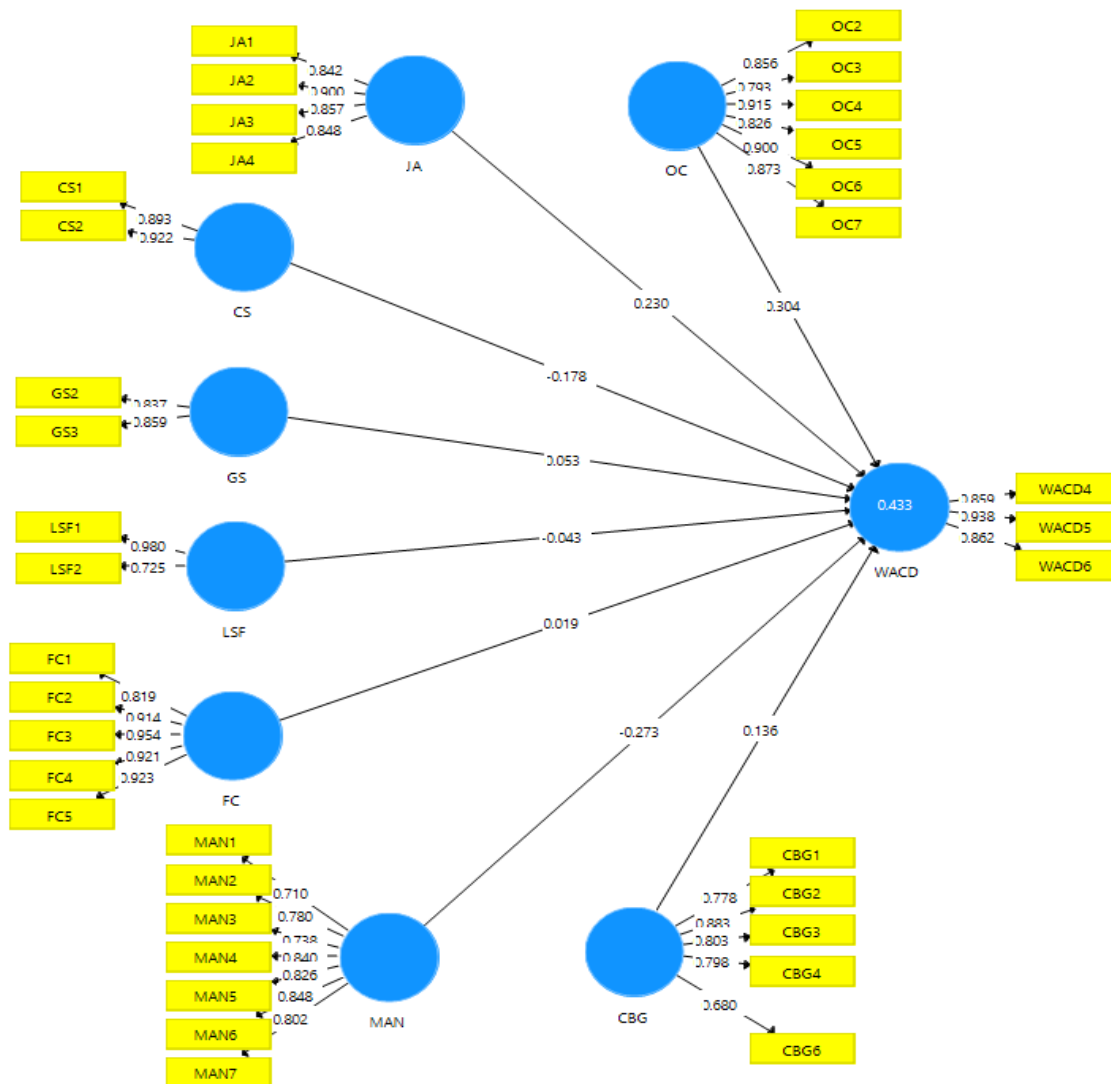 JA1
JA2
JA3
JA4
0.842
0.900
0.857
0.848
JA
OC2
OC3
OC4
OC5
OC6
OC7
0.856
0.793
0.915
0.826
0.900
0.873
OC
CS1
CS2
0.893
0.922
CS
0.230
0.304
-0.178
GS2
GS3
0.837
0.859
GS
0.053
LSF1
LSF2
0.980
0.725
LSF
-0.043
0.433
WACD
0.859
0.938
0.862
WACD4
WACD5
WACD6
FC1
FC2
FC3
FC4
FC5
0.819
0.914
0.954
0.921
0.923
FC
0.019
-0.273
0.136
MAN1
MAN2
MAN3
MAN4
MAN5
MAN6
MAN7
0.710
0.780
0.738
0.840
0.826
0.848
0.802
MAN
CBG1
CBG2
CBG3
CBG4
CBG6
0.778
0.883
0.803
0.798
0.680
CBG